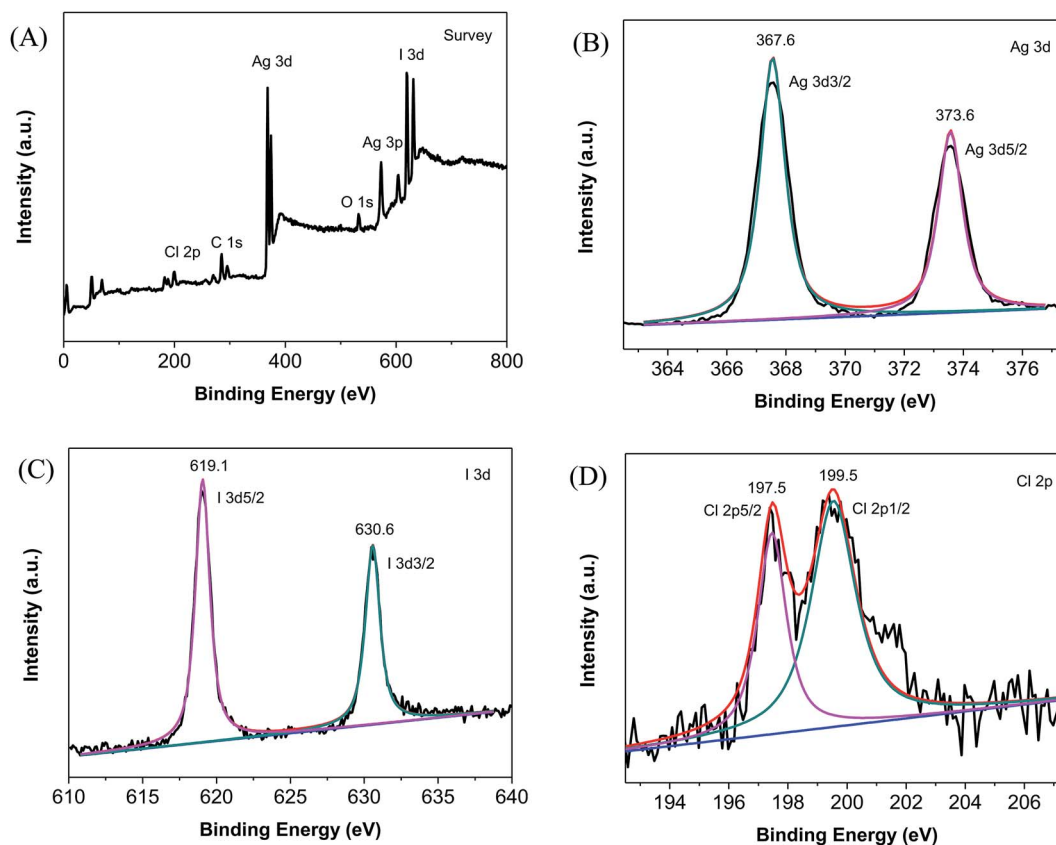 (A)
Survey
Ag 3d
I 3d
Ag 3p
O 1s
C 1s
Cl 2p
Intensity (a.u.)
0 200 400 600 800
Binding Energy (eV)
(B)
367.6
Ag 3d
Ag 3d3/2
373.6
Ag 3d5/2
Intensity (a.u.)
364 366 368 370 372 374 376
Binding Energy (eV)
(C)
619.1
I 3d
I 3d5/2
630.6
I 3d3/2
Intensity (a.u.)
610 615 620 625 630 635 640
Binding Energy (eV)
(D)
197.5 199.5
Cl 2p
Cl 2p5/2 Cl 2p1/2
Intensity (a.u.)
194 196 198 200 202 204 206
Binding Energy (eV)